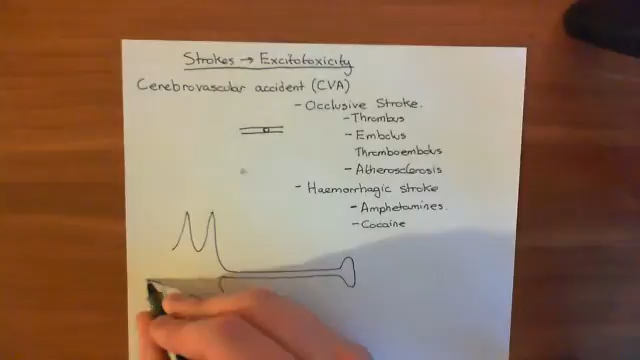 Strokes → Excitotoxicity
Cerebrovascular accident (CVA)
- Occlusive Stroke.
- Thrombus
- Embolus
Thromboembolus
- Atherosclerosis
- Haemorrhagic stroke
- Amphetamines.
- Cocaine